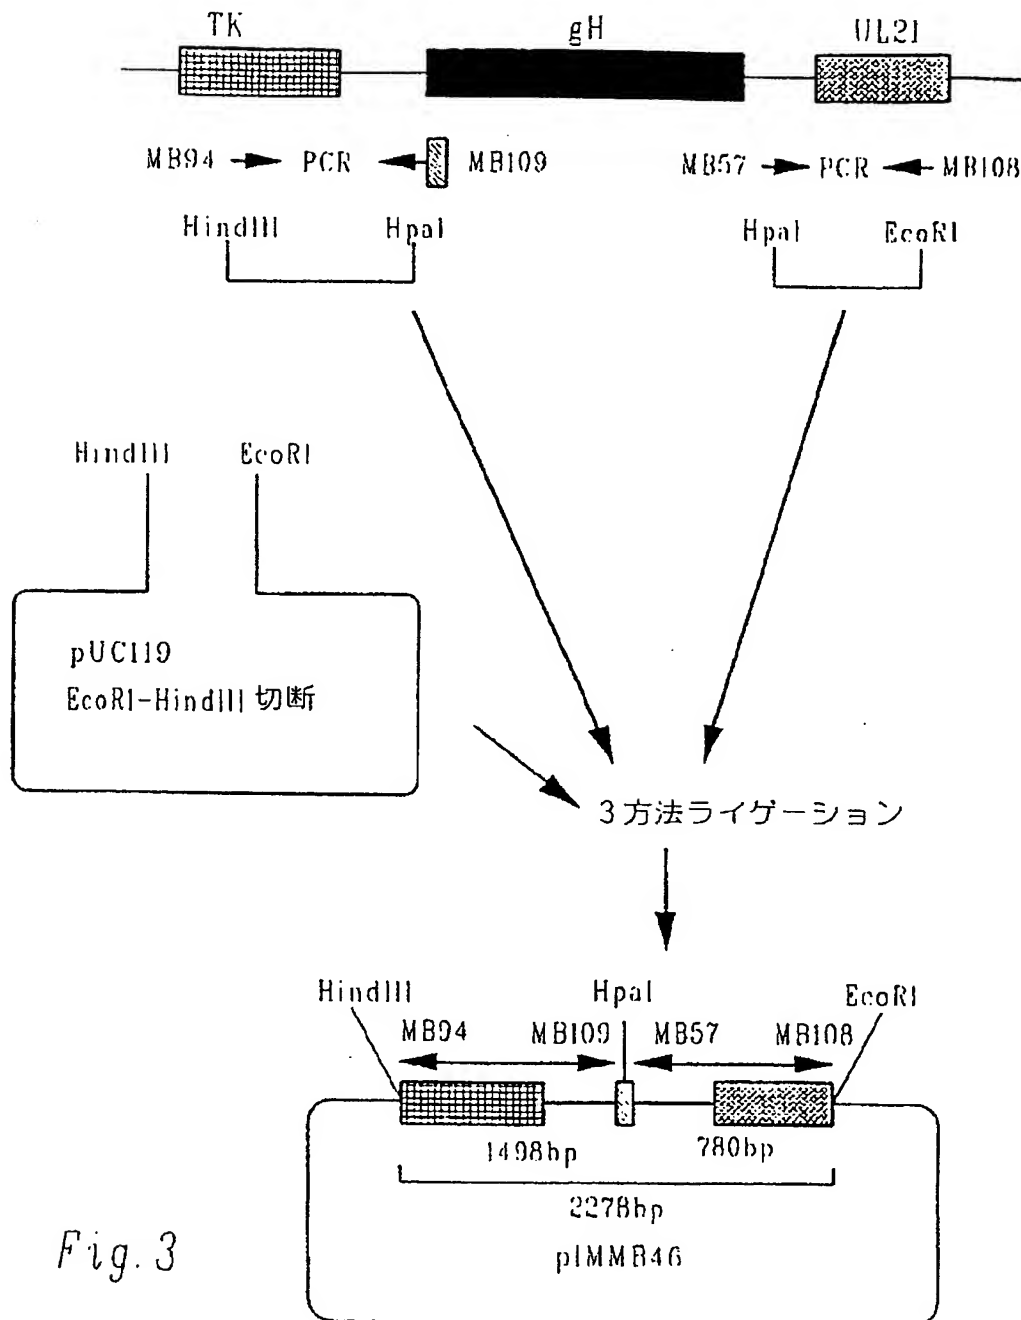 TK gH UL21
MB94 PCR MB109 MB57 PCR MB108
HindIII HpaI HpaI EcoRI
HindIII EcoRI
pUC119
EcoRI-HindIII 切断
3方法ライゲーション
HindIII HpaI EcoRI
MB94 MB109 MB57 MB108
1498bp 780bp
2278bp
pIMMB46
Fig. 3